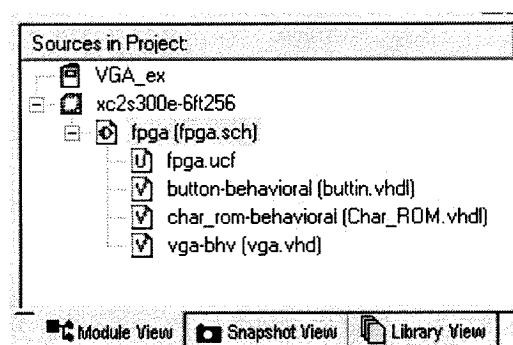 Sources in Project:
VGA_ex
xc2s300e-6ft256
fpga (fpga.sch)
fpga.ucf
button-behavioral (buttin.vhdl)
char_rom-behavioral (Char_ROM.vhdl)
vga-bhv (vga.vhd)
Module View Snapshot View Library View